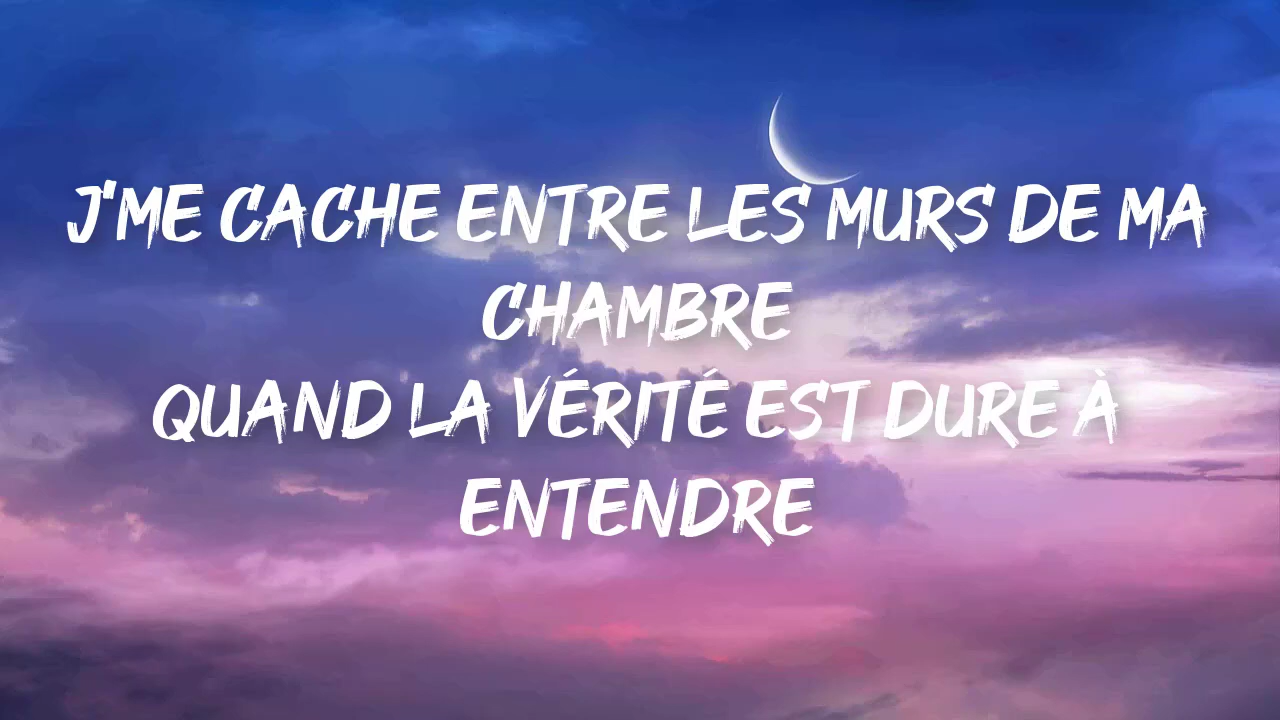 J'ME CACHE ENTRE LES MURS DE MA
CHAMBRE
QUAND LA VÉRITÉ EST DURE À
ENTENDRE